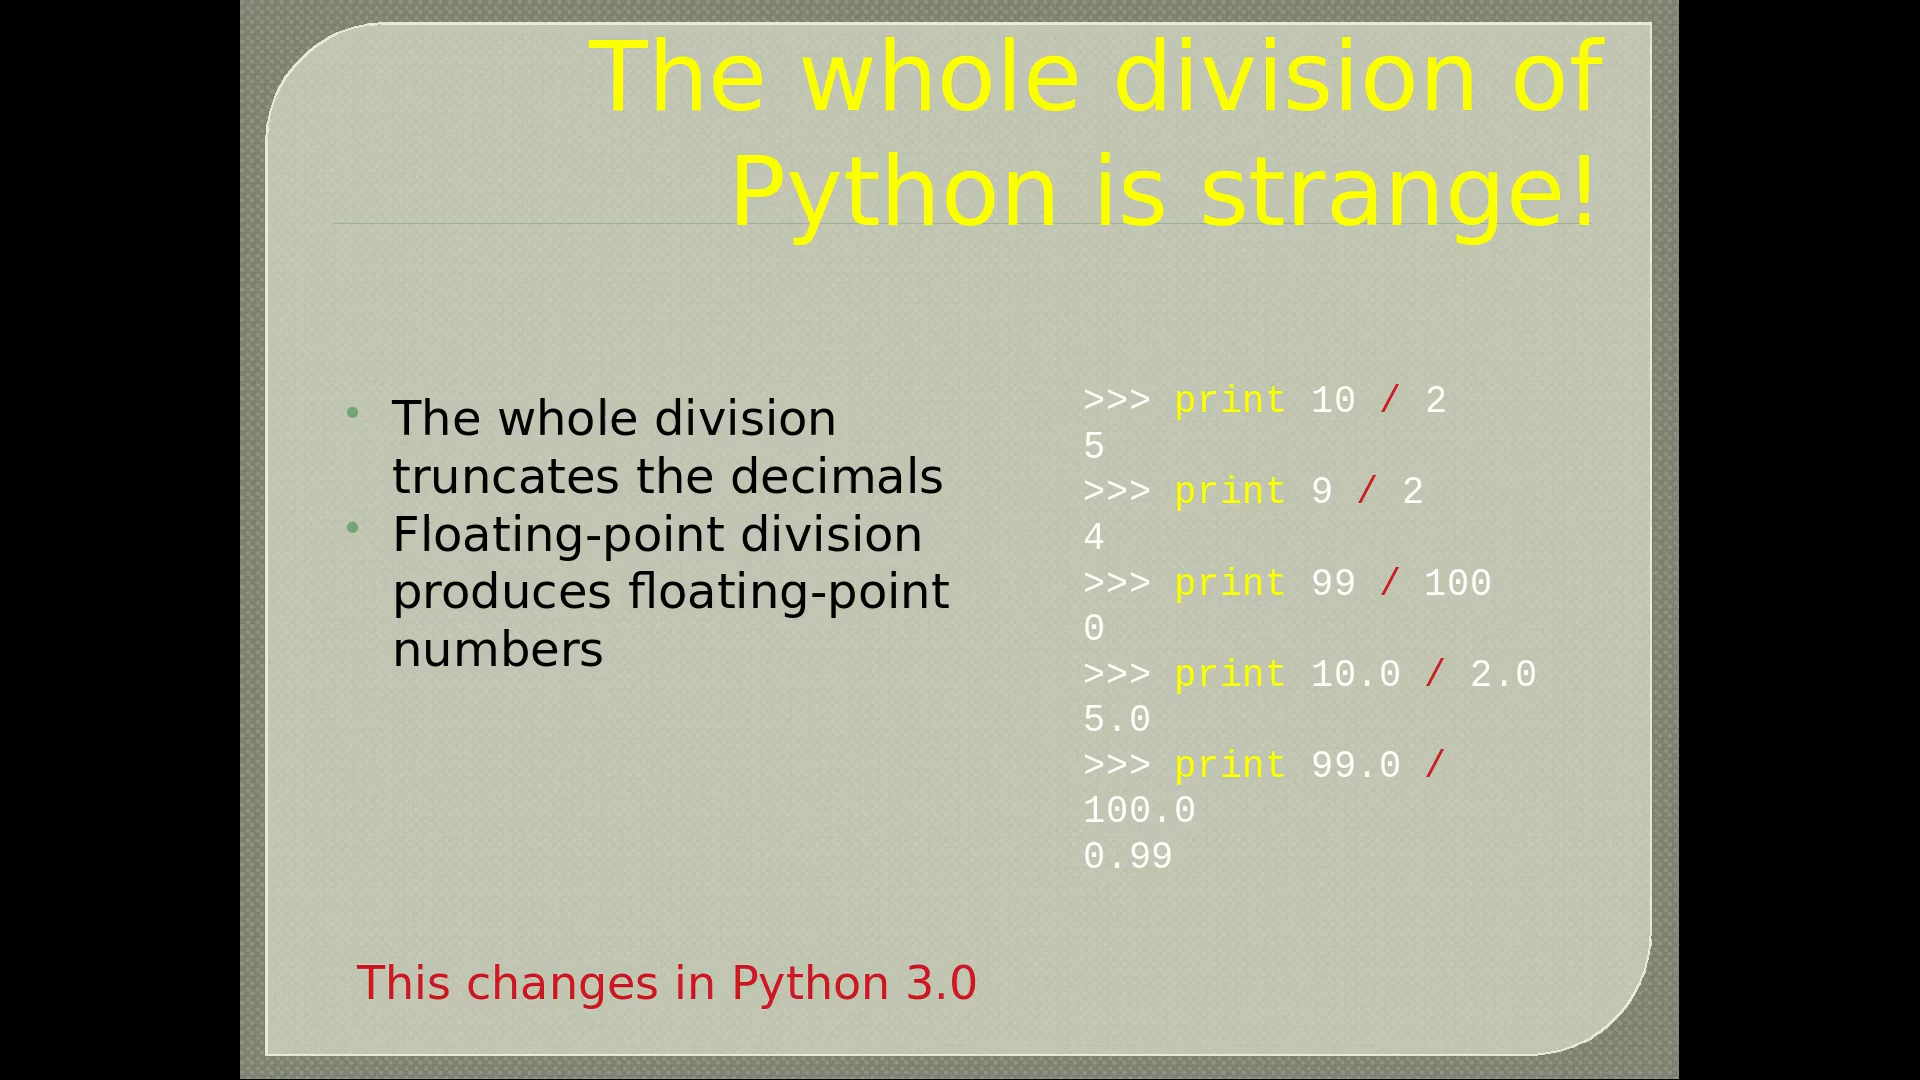 The whole division of
Python is strange!
• The whole division
truncates the decimals
• Floating-point division
produces floating-point
numbers
>>> print 10 / 2
5
>>> print 9 / 2
4
>>> print 99 / 100
0
>>> print 10.0 / 2.0
5.0
>>> print 99.0 /
100.0
0.99
This changes in Python 3.0